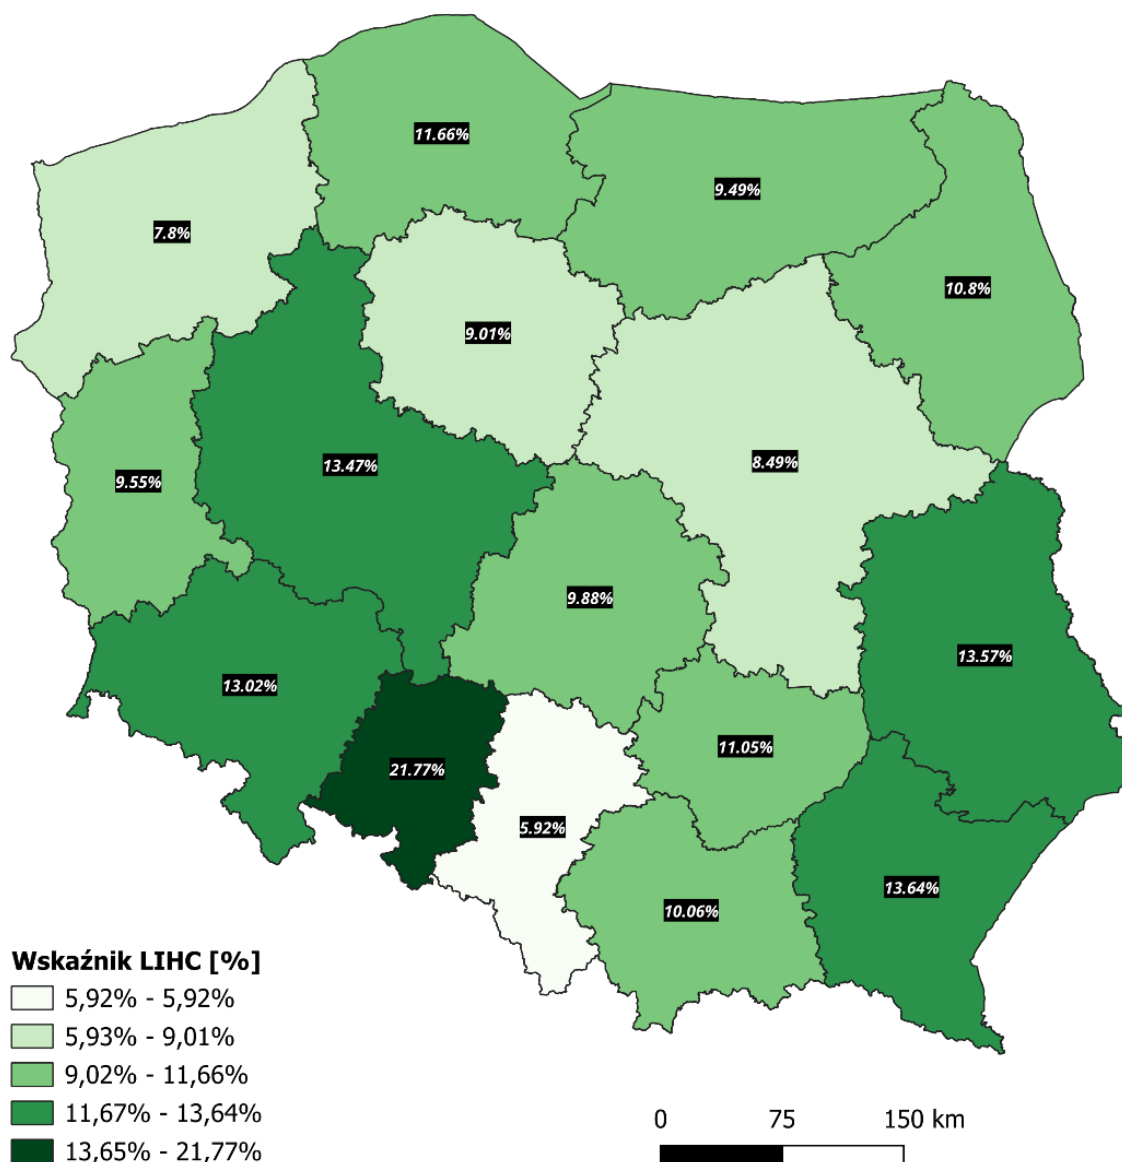 11.66%
9.49%
7.8%
10.8%
9.01%
13.47%
8.49%
9.55%
9.88%
13.57%
13.02%
11.05%
21.77%
5.92%
13.64%
10.06%
Wskaźnik LIHC [%]
5,92% - 5,92%
5,93% - 9,01%
9,02% - 11,66%
11,67% - 13,64%
13,65% - 21,77%
0 75 150 km